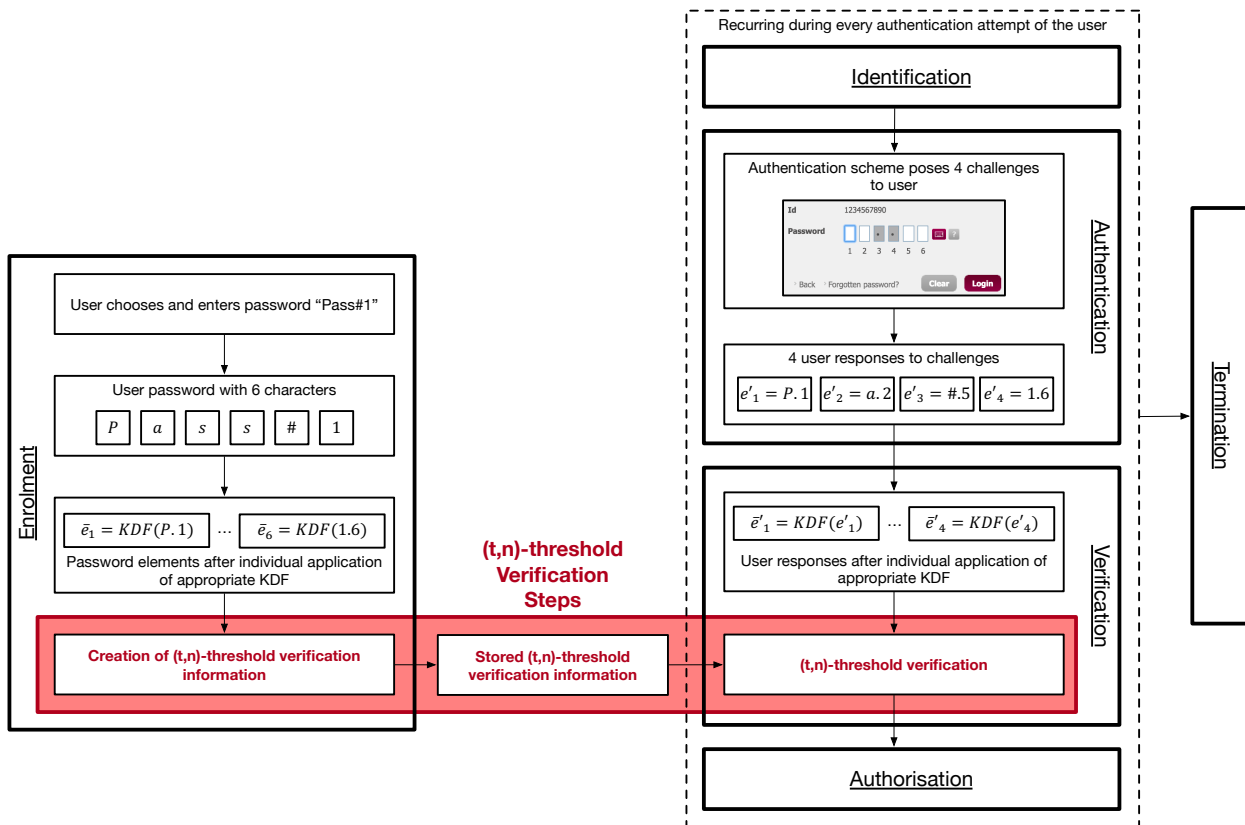 Recurring during every authentication attempt of the user
Identification
Authentication scheme poses 4 challenges
to user
Id 1234567890
Password
1 2 3 4 5 6
Back Forgotten password? Clear Login
4 user responses to challenges
e′₁ = P.1 e′₂ = a.2 e′₃ = #.5 e′₄ = 1.6
Authentication
Termination
Enrolment
User chooses and enters password “Pass#1”
User password with 6 characters
P a s s # 1
ē₁ = KDF(P.1) … ē₆ = KDF(1.6)
Password elements after individual application
of appropriate KDF
(t,n)-threshold
Verification
Steps
ē′₁ = KDF(e′₁) … ē′₄ = KDF(e′₄)
User responses after individual application of
appropriate KDF
Verification
Creation of (t,n)-threshold verification
information
Stored (t,n)-threshold
verification information
(t,n)-threshold verification
Authorisation